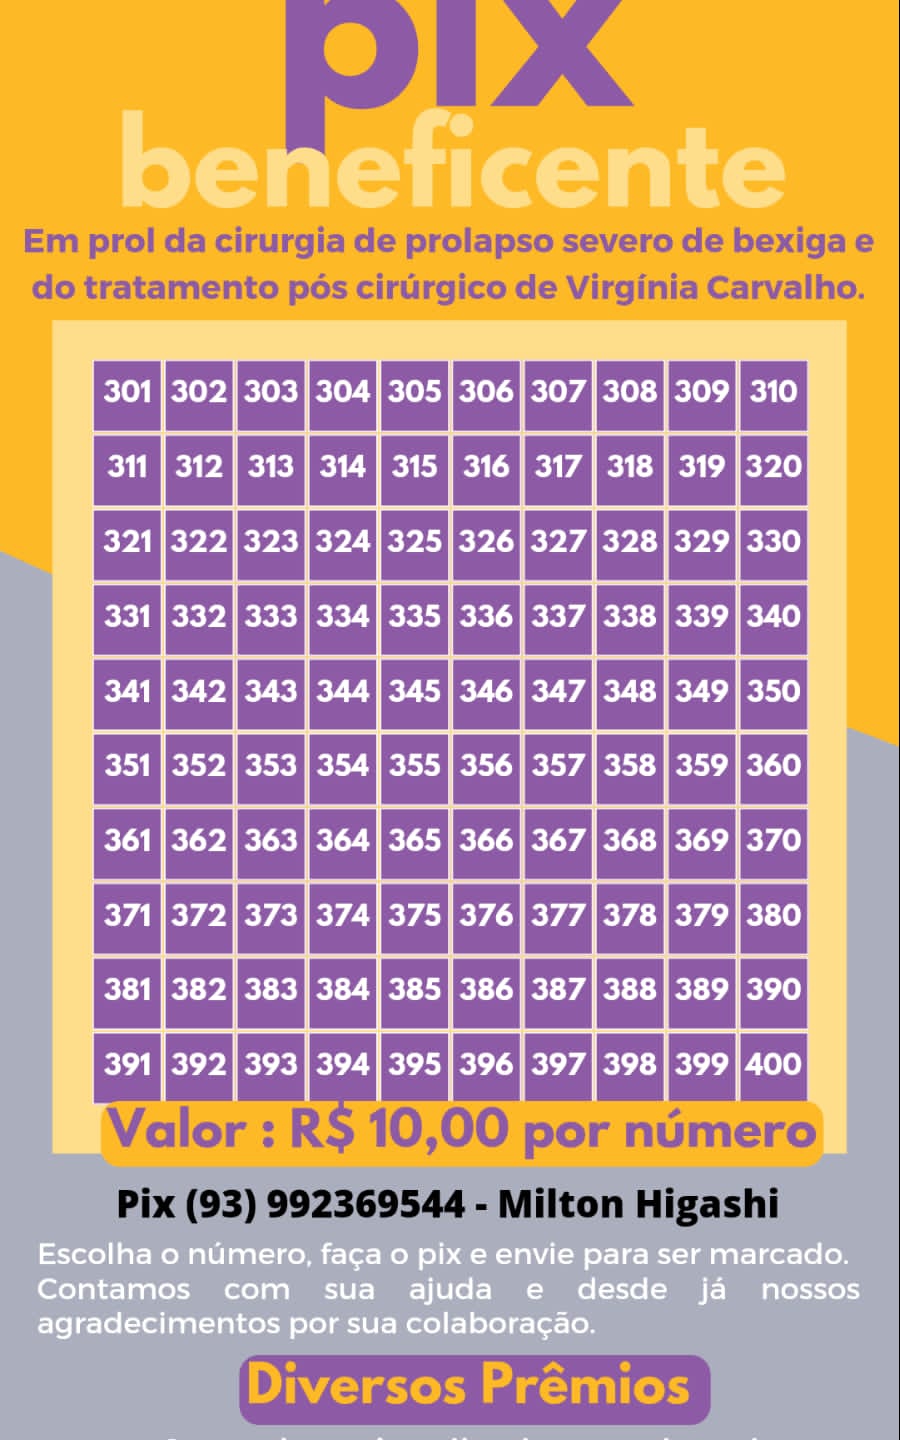 pix
beneficente
Em prol da cirurgia de prolapso severo de bexiga e
do tratamento pós cirúrgico de Virgínia Carvalho.
301 302 303 304 305 306 307 308 309 310
311 312 313 314 315 316 317 318 319 320
321 322 323 324 325 326 327 328 329 330
331 332 333 334 335 336 337 338 339 340
341 342 343 344 345 346 347 348 349 350
351 352 353 354 355 356 357 358 359 360
361 362 363 364 365 366 367 368 369 370
371 372 373 374 375 376 377 378 379 380
381 382 383 384 385 386 387 388 389 390
391 392 393 394 395 396 397 398 399 400
Valor : R$ 10,00 por número
Pix (93) 992369544 - Milton Higashi
Escolha o número, faça o pix e envie para ser marcado.
Contamos com sua ajuda e desde já nossos
agradecimentos por sua colaboração.
Diversos Prêmios